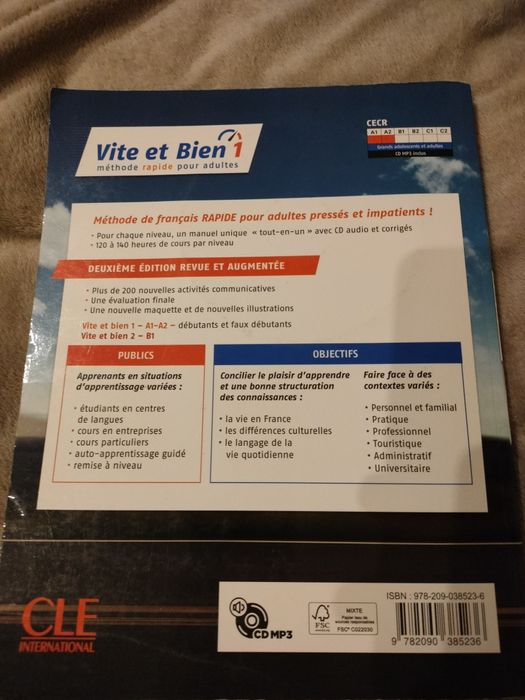 CECR
A1 A2 B1 B2 C1 C2
Grands adolescents et adultes
CD MP3 inclus
Vite et Bien 1
méthode rapide pour adultes
Méthode de français RAPIDE pour adultes pressés et impatients !
• Pour chaque niveau, un manuel unique « tout-en-un » avec CD audio et corrigés
• 120 à 140 heures de cours par niveau
DEUXIÈME ÉDITION REVUE ET AUGMENTÉE
• Plus de 200 nouvelles activités communicatives
• Une évaluation finale
• Une nouvelle maquette et de nouvelles illustrations
Vite et bien 1 – A1-A2 – débutants et faux débutants
Vite et bien 2 – B1
PUBLICS
Apprenants en situations
d'apprentissage variées :
• étudiants en centres
de langues
• cours en entreprises
• cours particuliers
• auto-apprentissage guidé
• remise à niveau
OBJECTIFS
Concilier le plaisir d'apprendre
et une bonne structuration
des connaissances :
• la vie en France
• les différences culturelles
• le langage de la
vie quotidienne
Faire face à des
contextes variés :
• Personnel et familial
• Pratique
• Professionnel
• Touristique
• Administratif
• Universitaire
CLE
INTERNATIONAL
CD MP3
FSC
MIXTE
Papier issu de
sources responsables
FSC® C022030
ISBN : 978-209-038523-6
9 782090 385236